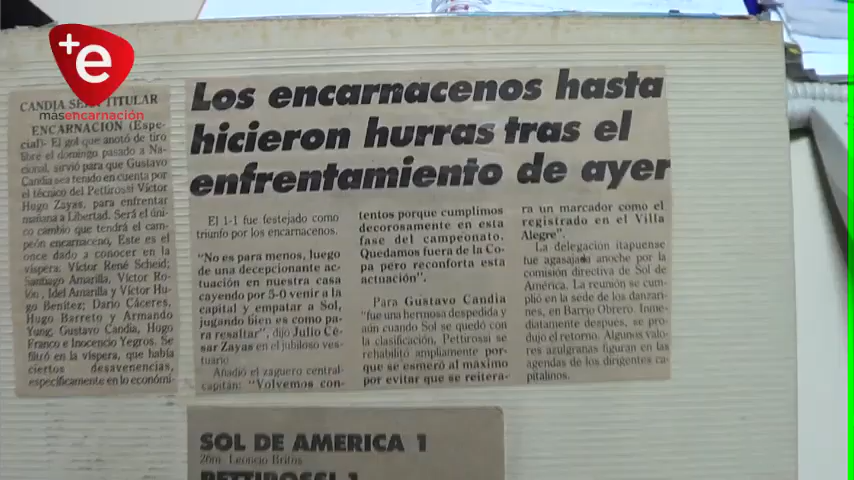 +e
másencarnación
CANDIA SERA TITULAR
ENCARNACION (Espe-
cial)- El gol que anotó de tiro
libre el domingo pasado a Na-
cional, sirvió para que Gustavo
Candia sea tenido en cuenta por
el técnico del Pettirossi Víctor
Hugo Zayas, para enfrentar
mañana a Libertad. Será el úni-
co cambio que tendrá el cam-
peón encarnaceno, Este es el
once dado a conocer en la
víspera: Víctor René Scheid;
Santiago Amarilla, Víctor Ro-
lón, Idel Amarilla y Víctor Hu-
go Benítez; Darío Cáceres,
Hugo Barreto y Armando
Yung; Gustavo Candia, Hugo
Franco e Inocencio Yegros. Se
filtró en la víspera, que había
ciertos desavenencias,
específicamente en lo económi-
Los encarnacenos hasta
hicieron hurras tras el
enfrentamiento de ayer
El 1-1 fue festejado como
triunfo por los encarnacenos.
"No es para menos, luego
de una decepcionante ac-
tuación en nuestra casa
cayendo por 5-0 venir a la
capital y empatar a Sol,
jugando bien es como pa-
ra resaltar", dijo Julio Cé-
sar Zayas en el jubiloso ves-
tuario
Añadió el zaguero central-
capitán: "Volvemos con-
tentos porque cumplimos
decorosamente en esta
fase del campeonato.
Quedamos fuera de la Co-
pa pero reconforta esta
actuación".
Para Gustavo Candia
"fue una hermosa despedida y
aún cuando Sol se quedó con la
clasificación, Pettirossi se
rehabilitó ampliamente por-
que se esmeró al máximo
por evitar que se reitera-
ra un marcador como el
registrado en el Villa
Alegre".
La delegación itapuense
fue agasajada anoche por la
comisión directiva de Sol de
América. La reunión se cum-
plió en la sede de los danzan-
tes, en Barrio Obrero. Inme-
diatamente después, se pro-
dujo el retorno. Algunos valo-
res azulgranas figuran en las
agendas de los dirigentes ca-
pitalinos.
SOL DE AMERICA 1
26m. Leoncio Britos
PETTIROSSI 1